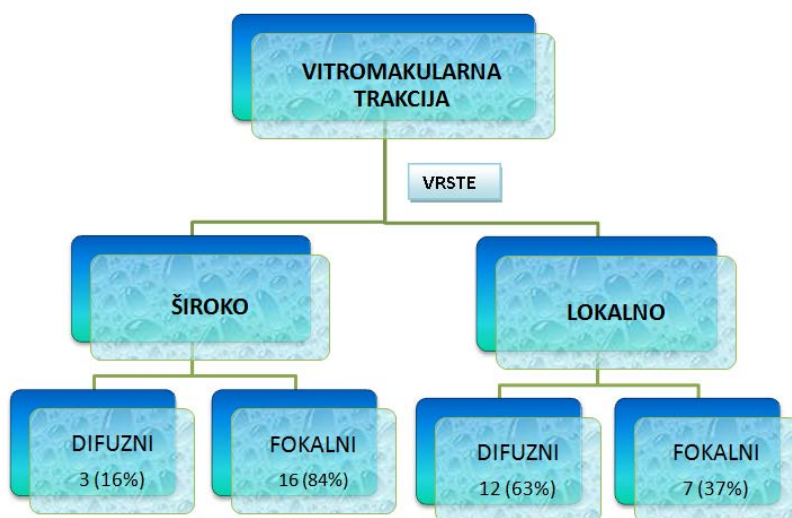 VITROMAKULARNA
TRAKCIJA
VRSTE
ŠIROKO
LOKALNO
DIFUZNI
3 (16%)
FOKALNI
16 (84%)
DIFUZNI
12 (63%)
FOKALNI
7 (37%)